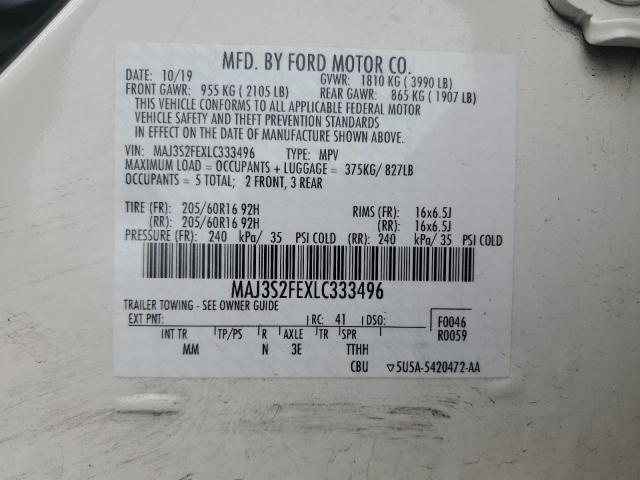 MFD. BY FORD MOTOR CO.
DATE: 10/19 GVWR: 1810 KG ( 3990 LB)
FRONT GAWR: 955 KG ( 2105 LB) REAR GAWR: 865 KG ( 1907 LB)
THIS VEHICLE CONFORMS TO ALL APPLICABLE FEDERAL MOTOR
VEHICLE SAFETY AND THEFT PREVENTION STANDARDS
IN EFFECT ON THE DATE OF MANUFACTURE SHOWN ABOVE.
VIN: MAJ3S2FEXLC333496 TYPE: MPV
MAXIMUM LOAD = OCCUPANTS + LUGGAGE = 375KG/ 827LB
OCCUPANTS = 5 TOTAL; 2 FRONT, 3 REAR
TIRE (FR): 205/60R16 92H RIMS (FR): 16x6.5J
(RR): 205/60R16 92H (RR): 16x6.5J
PRESSURE (FR): 240 kPa/ 35 PSI COLD (RR): 240 kPa/ 35 PSI COLD
MAJ3S2FEXLC333496
TRAILER TOWING - SEE OWNER GUIDE
EXT PNT: RC: 41 DSO: F0046
R0059
INT TR TP/PS R AXLE TR SPR
MM N 3E TTHH
CBU ▽5U5A-5420472-AA